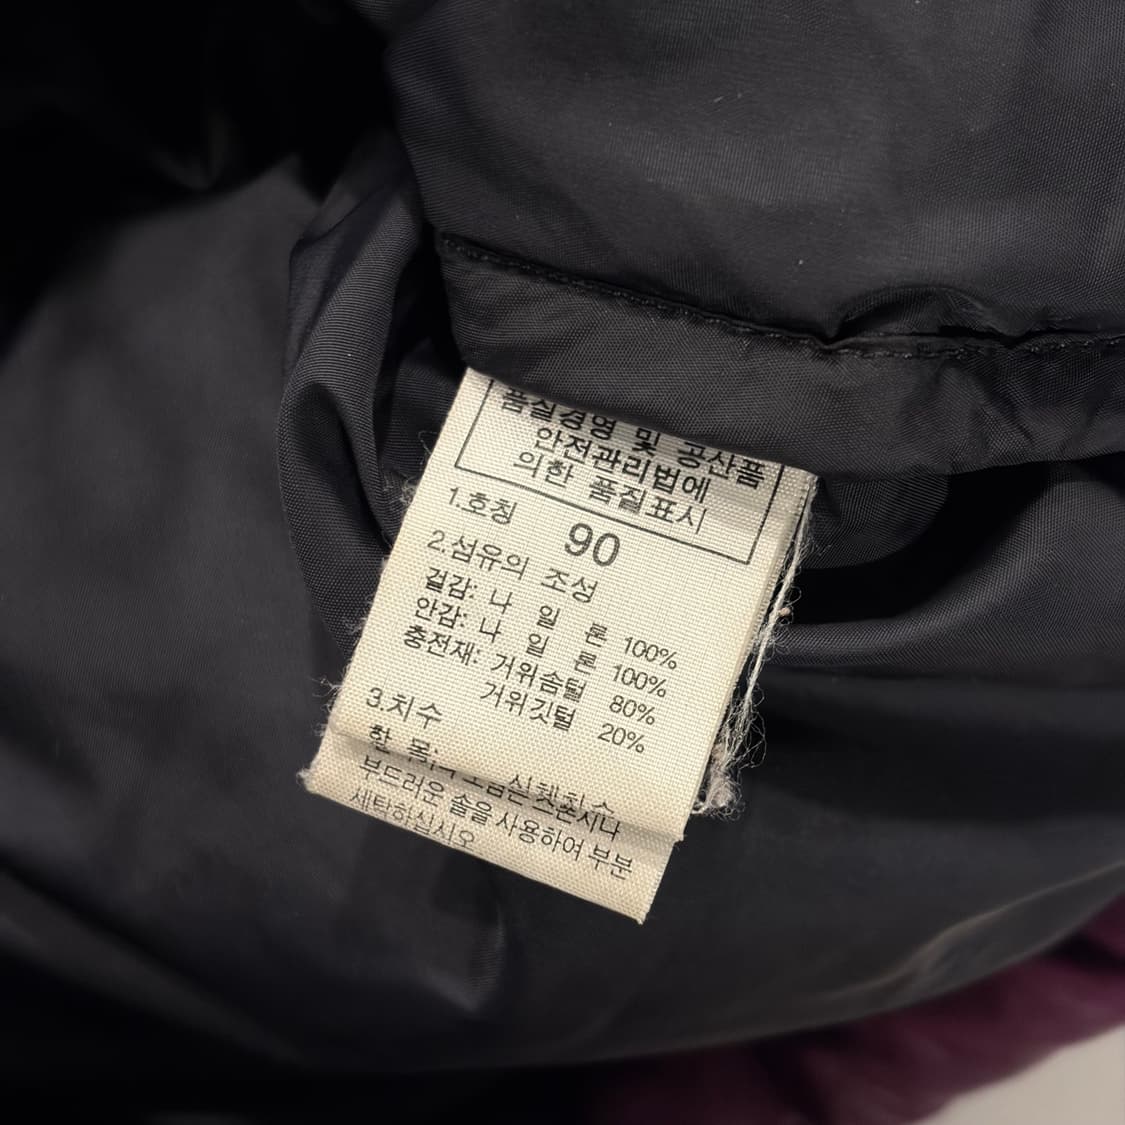 품질경영 및 공산품
안전관리법에
의한 품질표시
1.호칭 90
2.섬유의 조성
겉감: 나 일 론 100%
안감: 나 일 론 100%
충전재: 거위솜털 80%
거위깃털 20%
3.치수
항 목;
부드러운 솔을 사용하여 부분
세탁하십시오